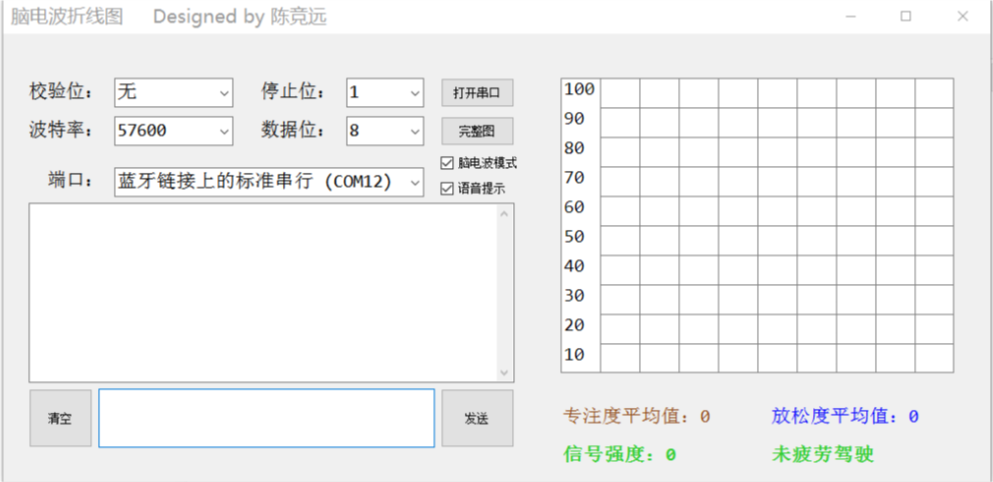 脑电波折线图 Designed by 陈竞远
校验位： 无 停止位： 1 打开串口
波特率： 57600 数据位： 8 完整图
脑电波模式
端口： 蓝牙链接上的标准串行 (COM12)
语音提示
清空 发送
100
90
80
70
60
50
40
30
20
10
专注度平均值：0 放松度平均值：0
信号强度：0 未疲劳驾驶